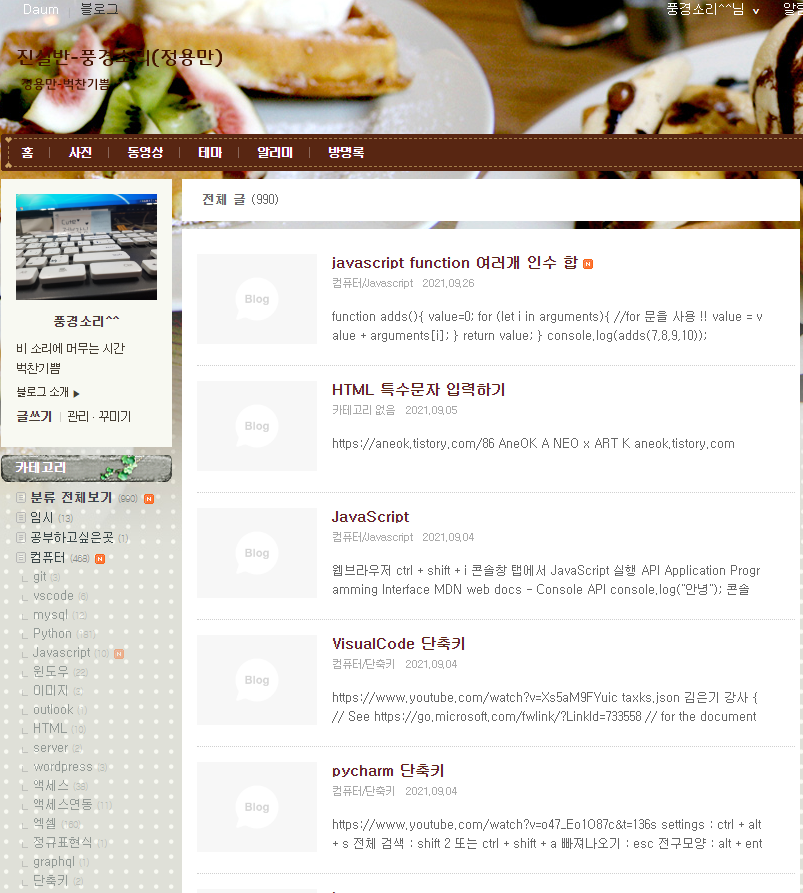 Daum 블로그 풍경소리^^님 ∨
진실반-풍경소리(정용만)
정용만-벅찬기쁨
홈 사진 동영상 테마 알리미 방명록
풍경소리^^
비 소리에 머무는 시간
벅찬기쁨
블로그 소개 ▶
글쓰기 | 관리 · 꾸미기
카테고리
분류 전체보기 (990) N
임시 (13)
공부하고싶은곳 (1)
컴퓨터 (468) N
git
vscode
mysql
Python
Javascript N
윈도우
이미지
outlook
HTML (10)
server (2)
wordpress
액세스
액세스연동 (11)
엑셀
정규표현식 (1)
graphql (1)
단축키 (2)
전체 글 (990)
Blog
javascript function 여러개 인수 합 N
컴퓨터/Javascript 2021.09.26
function adds(){ value=0; for (let i in arguments){ //for 문을 사용 !! value = v
alue + arguments[i]; } return value; } console.log(adds(7,8,9,10));
Blog
HTML 특수문자 입력하기
카테고리 없음 2021.09.05
https://aneok.tistory.com/86 AneOK A NEO x ART K aneok.tistory.com
Blog
JavaScript
컴퓨터/Javascript 2021.09.04
웹브라우저 ctrl + shift + i 콘솔창 탭에서 JavaScript 실행 API Application Progr
amming Interface MDN web docs - Console API console.log("안녕"); 콘솔
Blog
VisualCode 단축키
컴퓨터/단축키 2021.09.04
https://www.youtube.com/watch?v=Xs5aM9FYuic taxks.json 김은기 강사 {
// See https://go.microsoft.com/fwlink/?LinkId=733558 // for the document
Blog
pycharm 단축키
컴퓨터/단축키 2021.09.04
https://www.youtube.com/watch?v=o47_Eo1O87c&t=136s settings : ctrl + alt
+ s 전체 검색 : shift 2 또는 ctrl + shift + a 빠져나오기 : esc 전구모양 : alt + ent